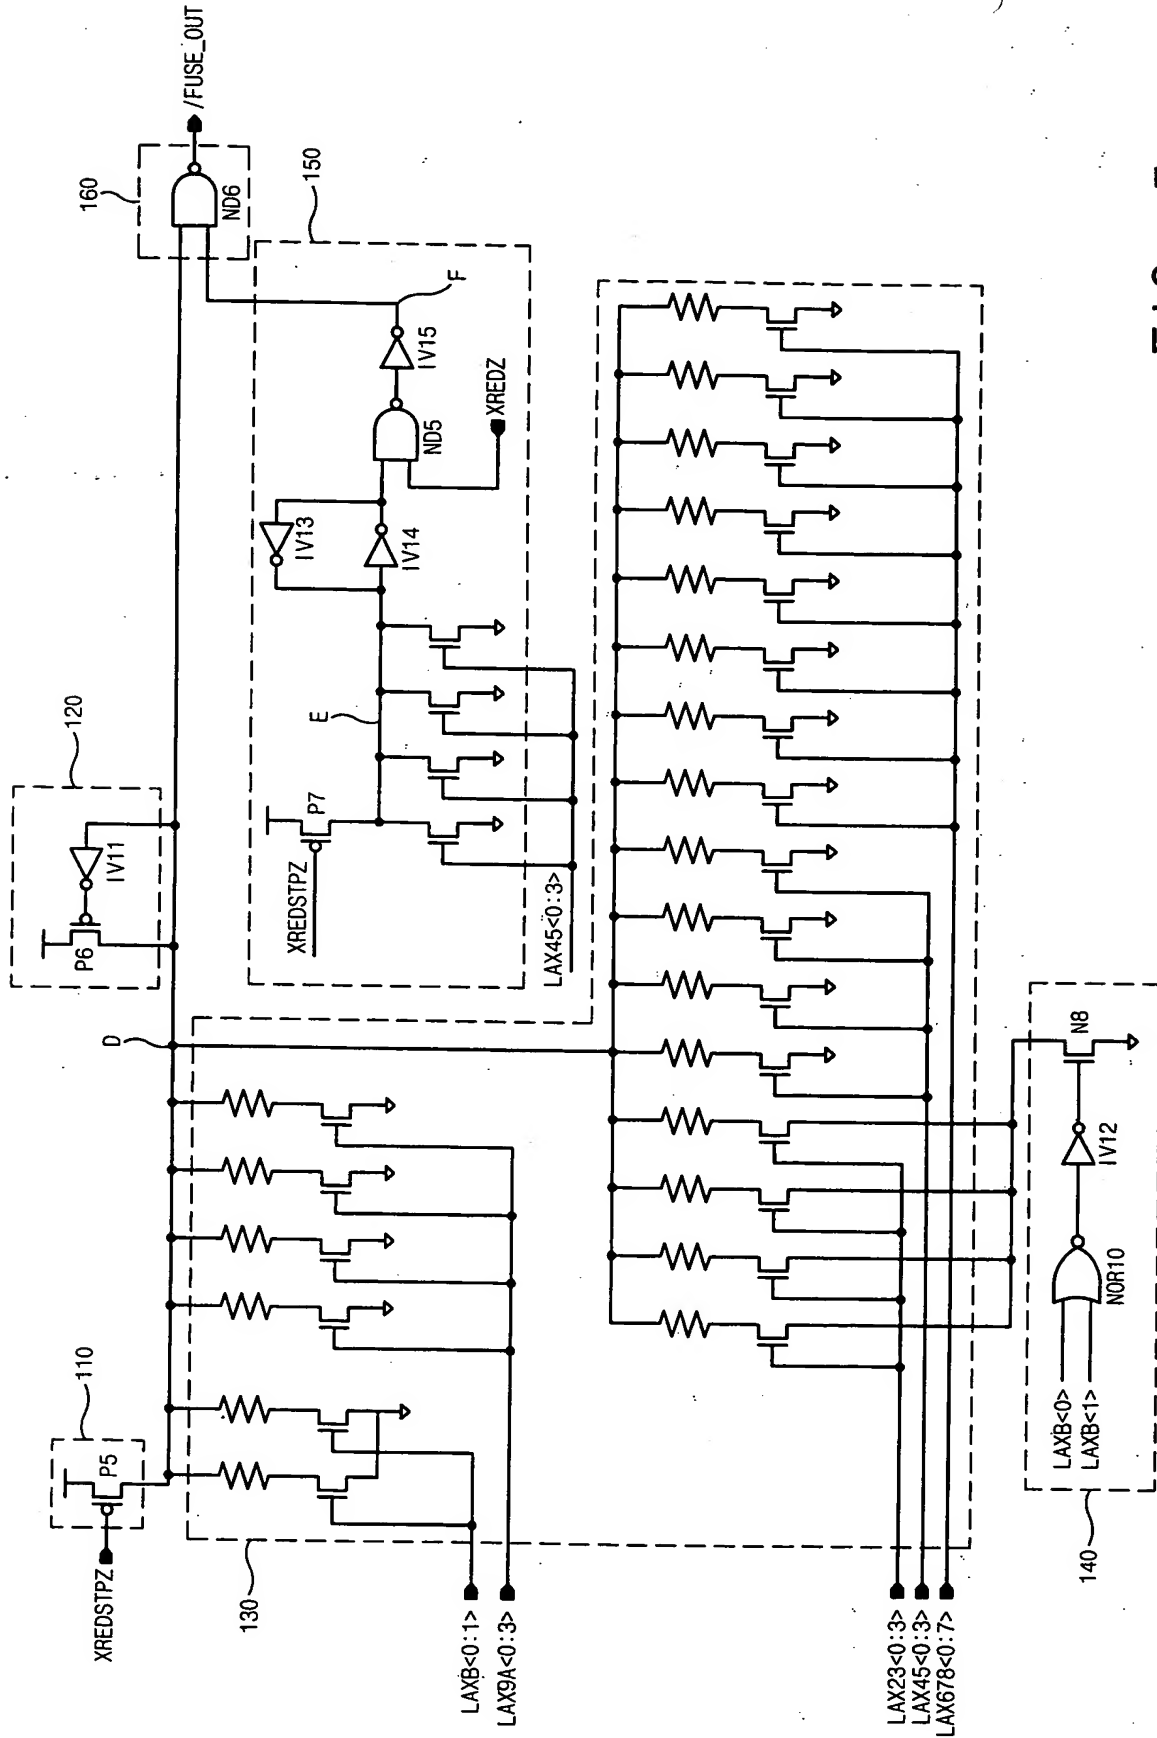 XREDSTPZ
110
P5
120
P6
IV11
D
160
ND6
/FUSE_OUT
150
XREDSTPZ
P7
E
IV13
IV14
ND5
XREDZ
IV15
F
LAX45<0:3>
130
LAXB<0:1>
LAX9A<0:3>
LAX23<0:3>
LAX45<0:3>
LAX678<0:7>
140
LAXB<0>
LAXB<1>
NOR10
IV12
N8